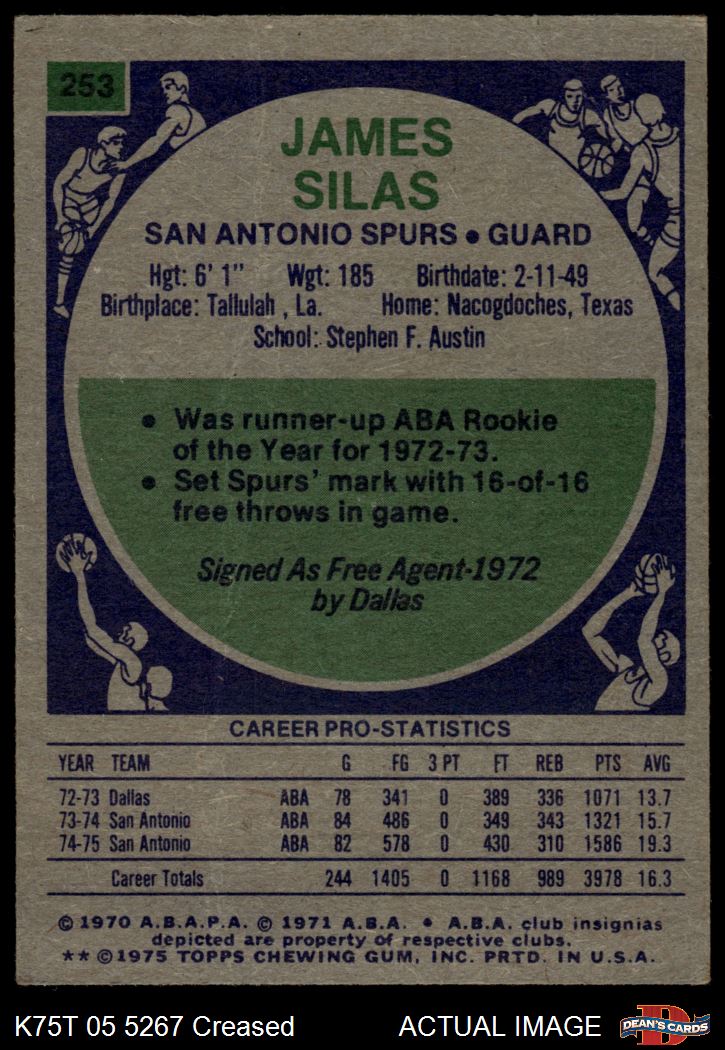 253
JAMES
SILAS
SAN ANTONIO SPURS • GUARD
Hgt: 6' 1" Wgt: 185 Birthdate: 2-11-49
Birthplace: Tallulah , La. Home: Nacogdoches, Texas
School: Stephen F. Austin
• Was runner-up ABA Rookie
of the Year for 1972-73.
• Set Spurs' mark with 16-of-16
free throws in game.
Signed As Free Agent-1972
by Dallas
CAREER PRO-STATISTICS
YEAR TEAM G FG 3 PT FT REB PTS AVG
72-73 Dallas ABA 78 341 0 389 336 1071 13.7
73-74 San Antonio ABA 84 486 0 349 343 1321 15.7
74-75 San Antonio ABA 82 578 0 430 310 1586 19.3
Career Totals 244 1405 0 1168 989 3978 16.3
© 1970 A.B.A.P.A. © 1971 A.B.A. • A.B.A. club insignias
depicted are property of respective clubs.
** © 1975 TOPPS CHEWING GUM, INC. PRTD. IN U.S.A.
K75T 05 5267 Creased ACTUAL IMAGE
D
DEAN'S CARDS